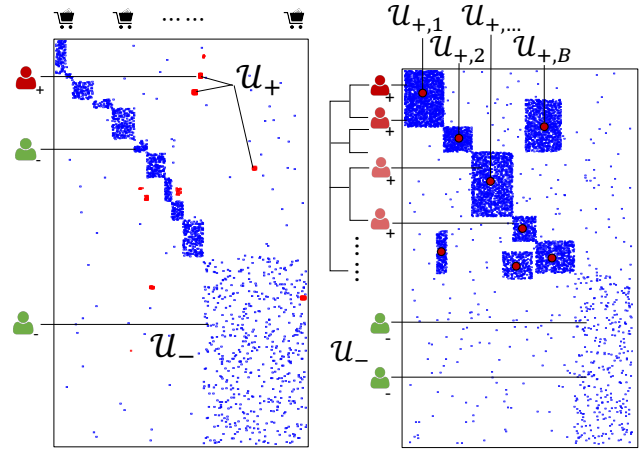 ... ...
𝒰₊
+
-
-
𝒰₋
𝒰₊,₁
𝒰₊,₂
𝒰₊,...
𝒰₊,B
+
+
+
+
......
𝒰₋
-
-